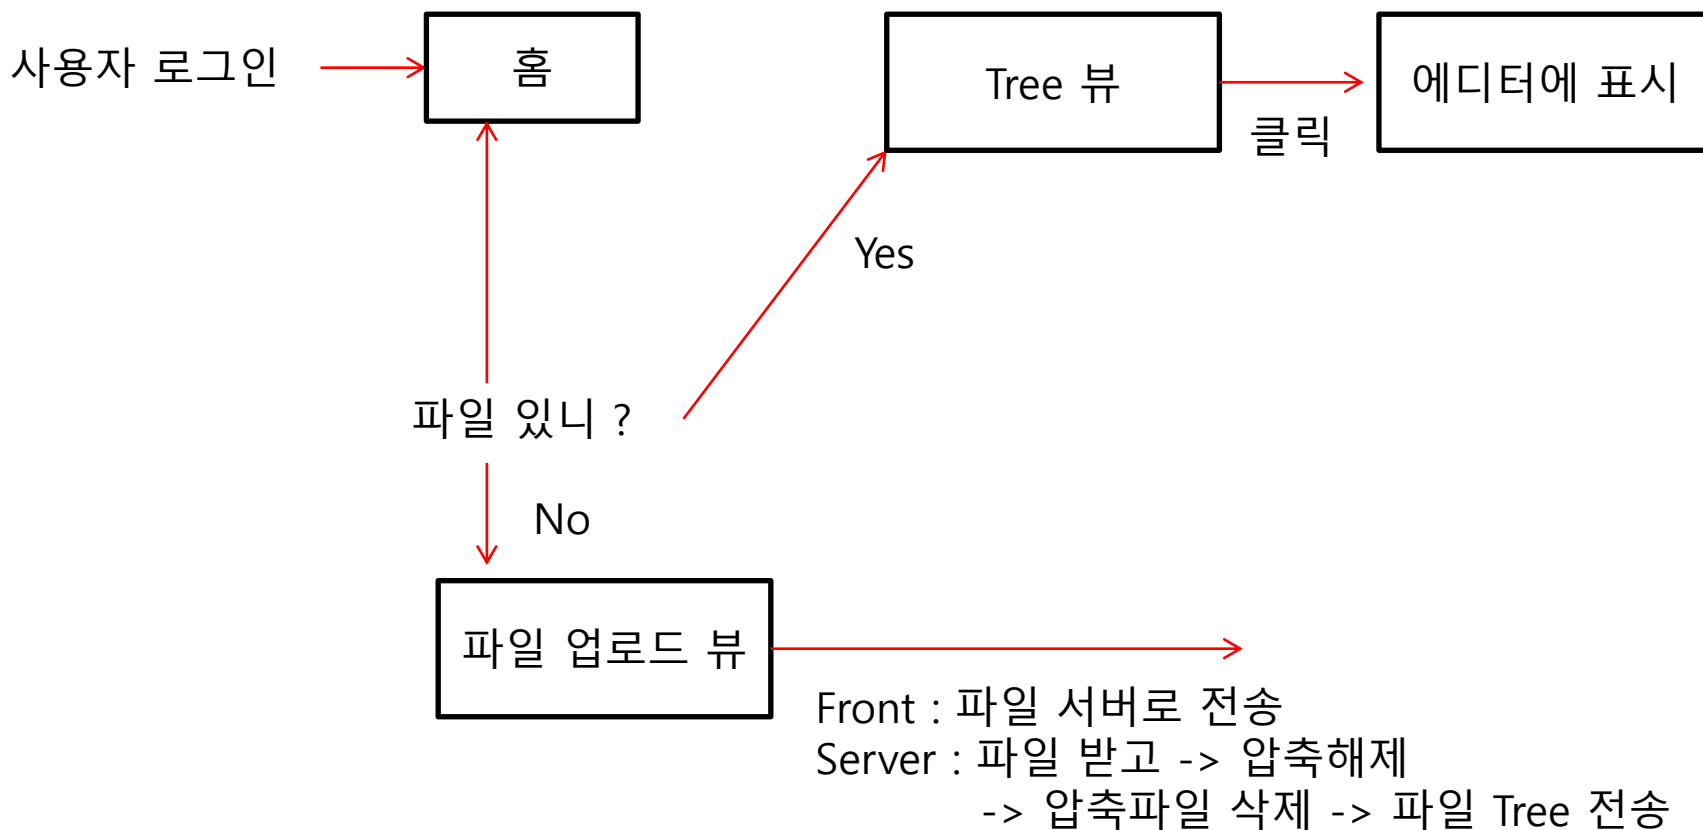 사용자 로그인
홈
Tree 뷰
에디터에 표시
클릭
Yes
파일 있니 ?
No
파일 업로드 뷰
Front : 파일 서버로 전송
Server : 파일 받고 -> 압축해제
-> 압축파일 삭제 -> 파일 Tree 전송